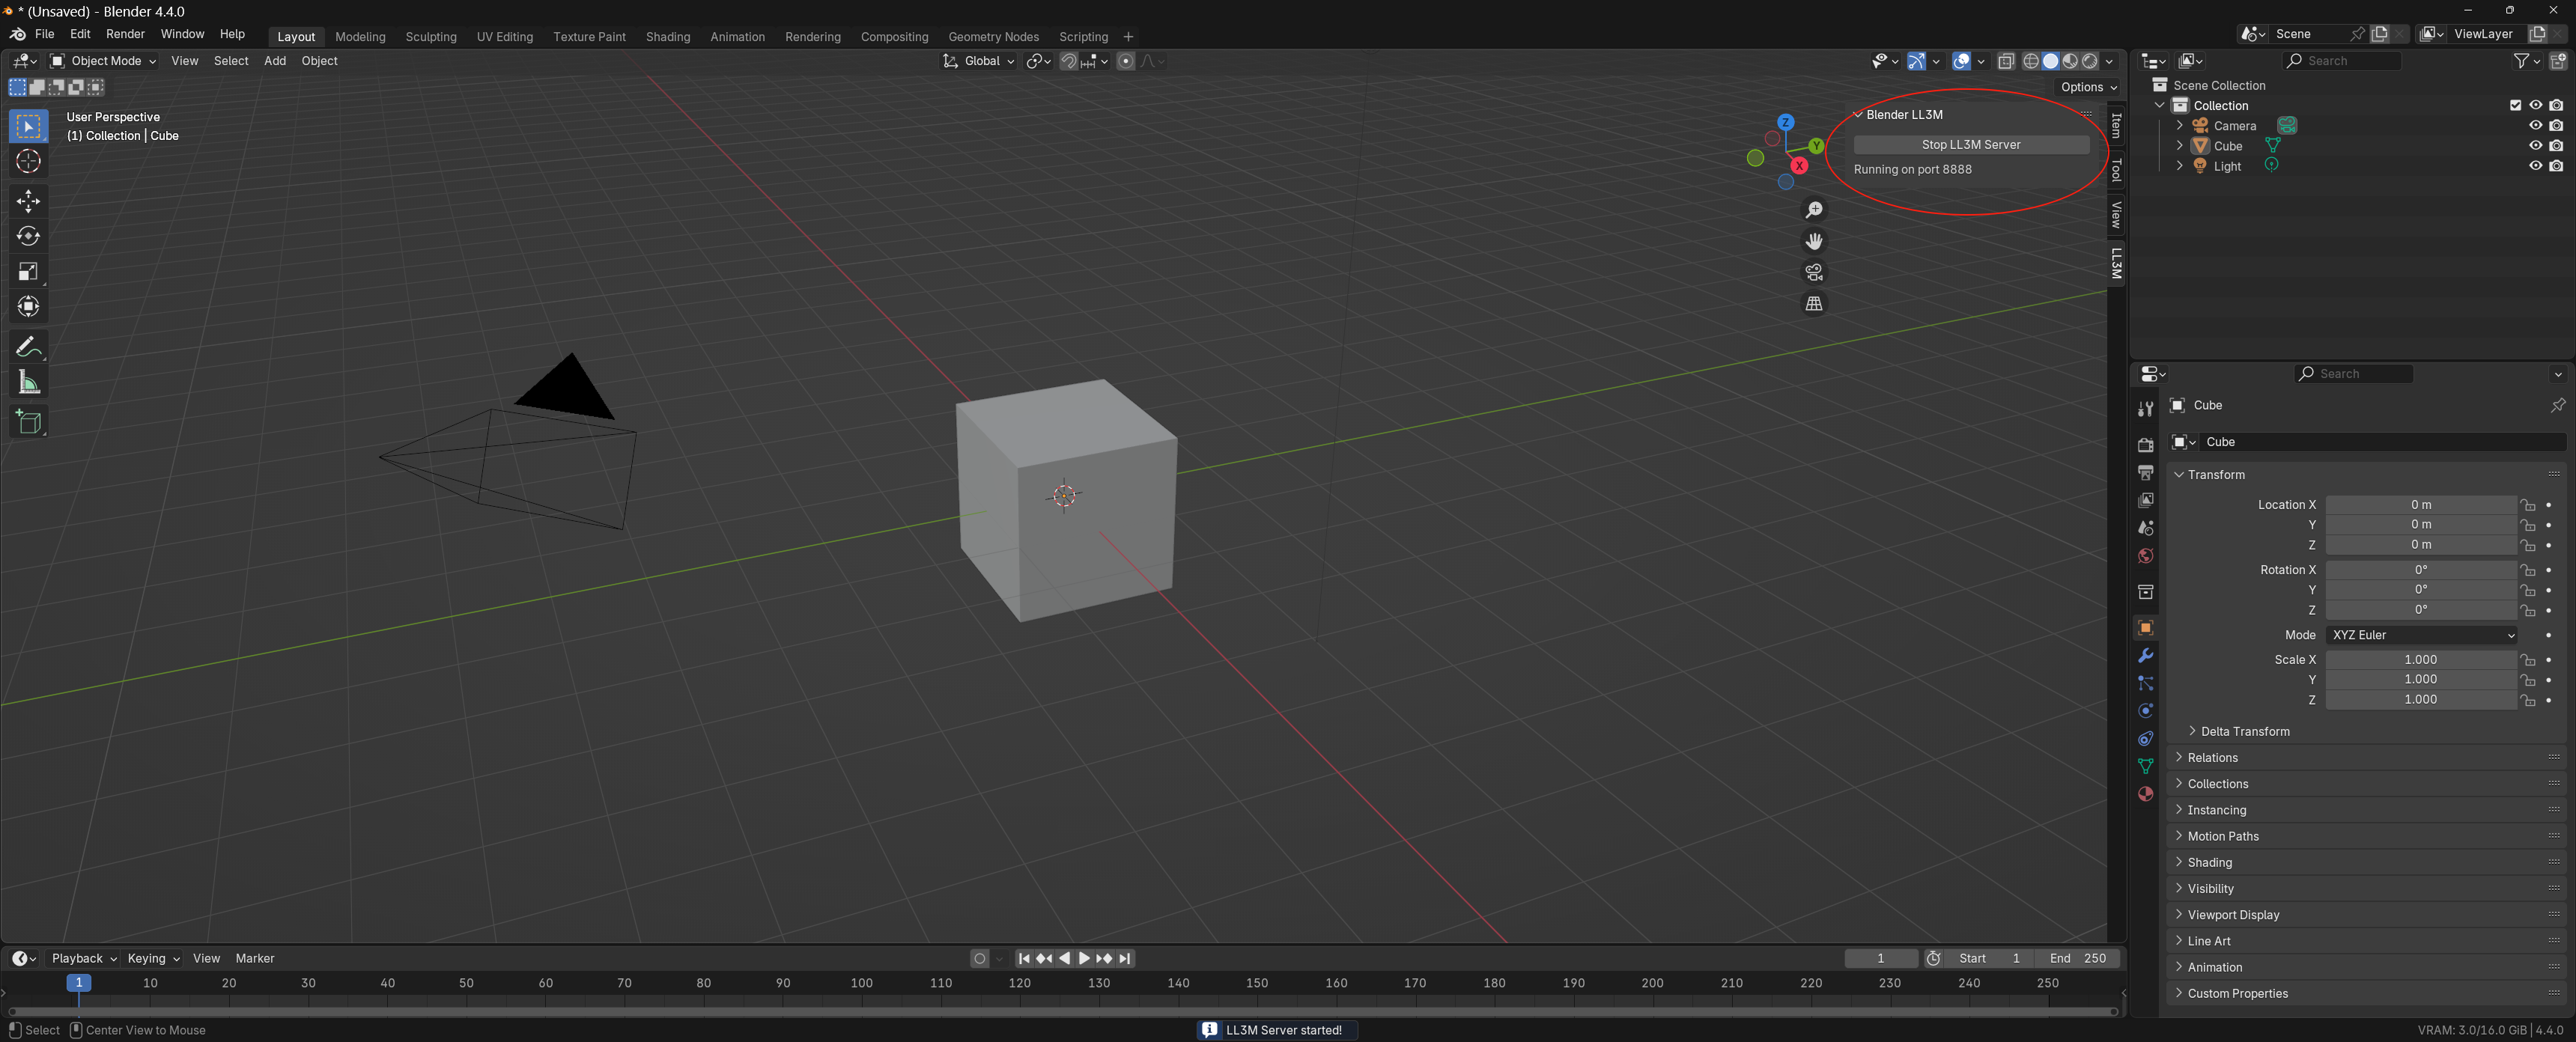 * (Unsaved) - Blender 4.4.0
File Edit Render Window Help Layout Modeling Sculpting UV Editing Texture Paint Shading Animation Rendering Compositing Geometry Nodes Scripting + Scene ViewLayer
Object Mode View Select Add Object Global Search
Options
User Perspective
(1) Collection | Cube
Z
Y
X
Blender LL3M
Stop LL3M Server
Running on port 8888
Item
Tool
View
LL3M
Scene Collection
Collection
Camera
Cube
Light
Search
Cube
Cube
Transform
Location X 0 m
Y 0 m
Z 0 m
Rotation X 0°
Y 0°
Z 0°
Mode XYZ Euler
Scale X 1.000
Y 1.000
Z 1.000
Delta Transform
Relations
Collections
Instancing
Motion Paths
Shading
Visibility
Viewport Display
Line Art
Animation
Custom Properties
Playback Keying View Marker 1 Start 1 End 250
1 10 20 30 40 50 60 70 80 90 100 110 120 130 140 150 160 170 180 190 200 210 220 230 240 250
Select Center View to Mouse LL3M Server started! VRAM: 3.0/16.0 GiB | 4.4.0